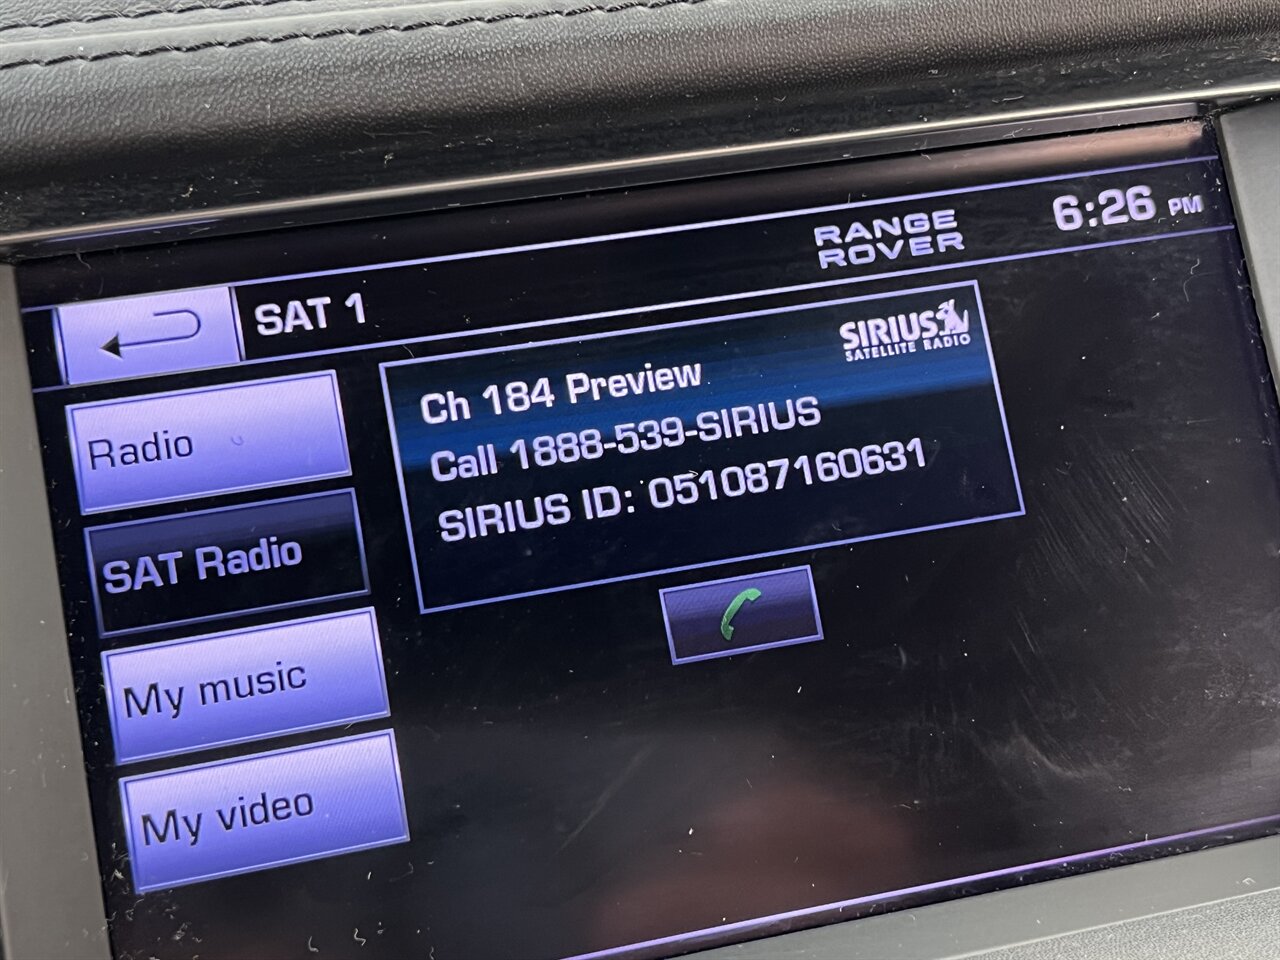 RANGE
ROVER
6:26 PM
SAT 1
SIRIUS
SATELLITE RADIO
Ch 184 Preview
Call 1888-539-SIRIUS
SIRIUS ID: 051087160631
Radio
SAT Radio
My music
My video